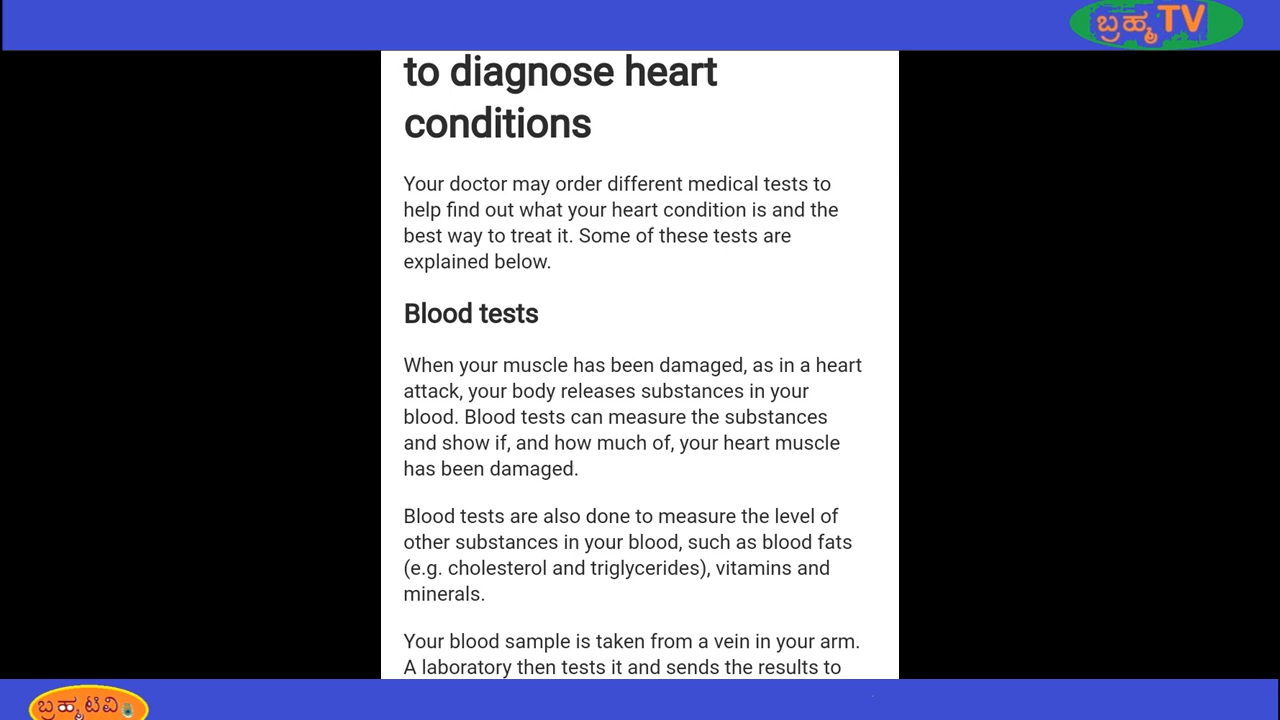 ಬ್ರಹ್ಮ TV
to diagnose heart
conditions
Your doctor may order different medical tests to
help find out what your heart condition is and the
best way to treat it. Some of these tests are
explained below.
Blood tests
When your muscle has been damaged, as in a heart
attack, your body releases substances in your
blood. Blood tests can measure the substances
and show if, and how much of, your heart muscle
has been damaged.
Blood tests are also done to measure the level of
other substances in your blood, such as blood fats
(e.g. cholesterol and triglycerides), vitamins and
minerals.
Your blood sample is taken from a vein in your arm.
A laboratory then tests it and sends the results to
ಬ್ರಹ್ಮ ಟಿವಿ